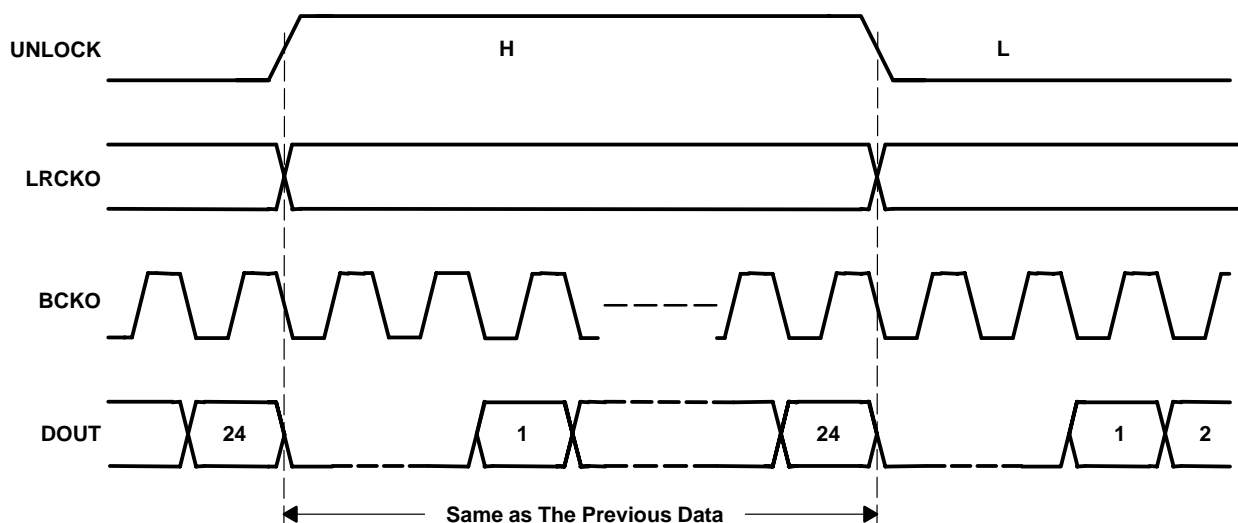 UNLOCK H L
LRCKO
BCKO
DOUT 24 1 24 1 2
Same as The Previous Data